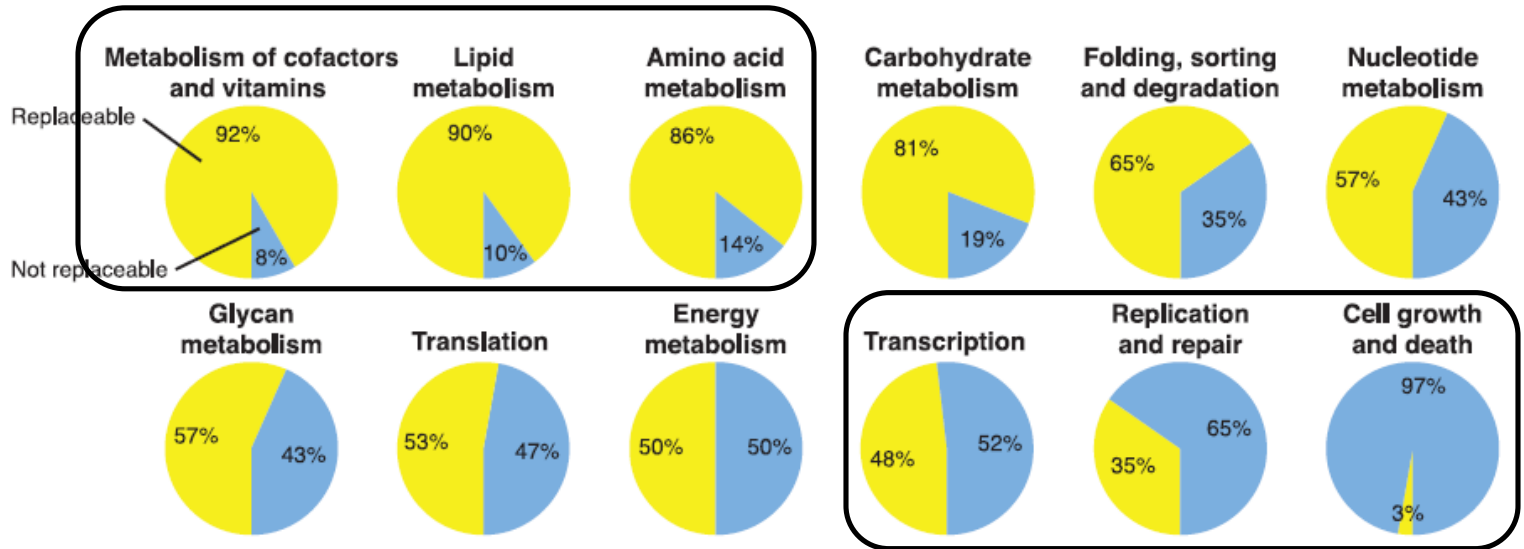 Metabolism of cofactors
and vitamins
Lipid
metabolism
Amino acid
metabolism
Carbohydrate
metabolism
Folding, sorting
and degradation
Nucleotide
metabolism
Replaceable
92%
90%
86%
81%
65%
57%
Not replaceable
8%
10%
14%
19%
35%
43%
Glycan
metabolism
Translation
Energy
metabolism
Transcription
Replication
and repair
Cell growth
and death
57%
43%
53%
47%
50%
50%
48%
52%
35%
65%
97%
3%